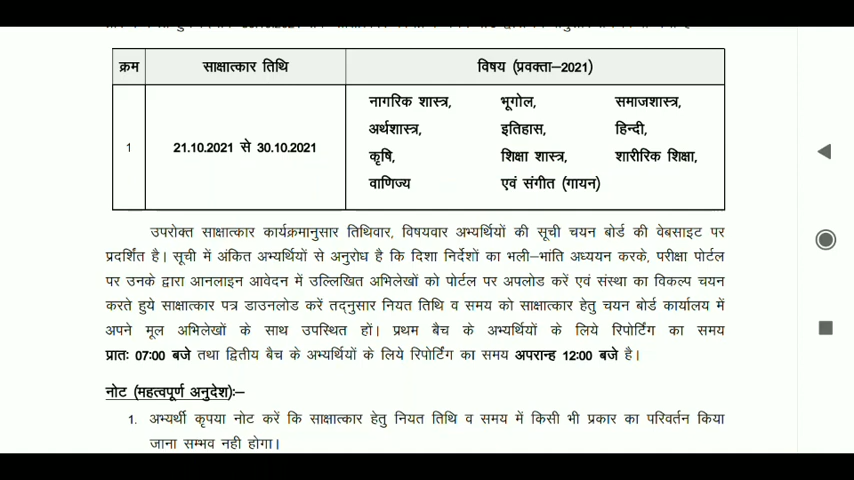 क्रम साक्षात्कार तिथि विषय (प्रवक्ता–2021)
1 21.10.2021 से 30.10.2021 नागरिक शास्त्र, भूगोल, समाजशास्त्र,
अर्थशास्त्र, इतिहास, हिन्दी,
कृषि, शिक्षा शास्त्र, शारीरिक शिक्षा,
वाणिज्य एवं संगीत (गायन)
उपरोक्त साक्षात्कार कार्यक्रमानुसार तिथिवार, विषयवार अभ्यर्थियों की सूची चयन बोर्ड की वेबसाइट पर
प्रदर्शित है। सूची में अंकित अभ्यर्थियों से अनुरोध है कि दिशा निर्देशों का भली–भांति अध्ययन करके, परीक्षा पोर्टल
पर उनके द्वारा आनलाइन आवेदन में उल्लिखित अभिलेखों को पोर्टल पर अपलोड करें एवं संस्था का विकल्प चयन
करते हुये साक्षात्कार पत्र डाउनलोड करें तद्नुसार नियत तिथि व समय को साक्षात्कार हेतु चयन बोर्ड कार्यालय में
अपने मूल अभिलेखों के साथ उपस्थित हों। प्रथम बैच के अभ्यर्थियों के लिये रिपोर्टिंग का समय
प्रातः 07:00 बजे तथा द्वितीय बैच के अभ्यर्थियों के लिये रिपोर्टिंग का समय अपरान्ह 12:00 बजे है।
नोट (महत्वपूर्ण अनुदेश):–
1. अभ्यर्थी कृपया नोट करें कि साक्षात्कार हेतु नियत तिथि व समय में किसी भी प्रकार का परिवर्तन किया
जाना सम्भव नही होगा।